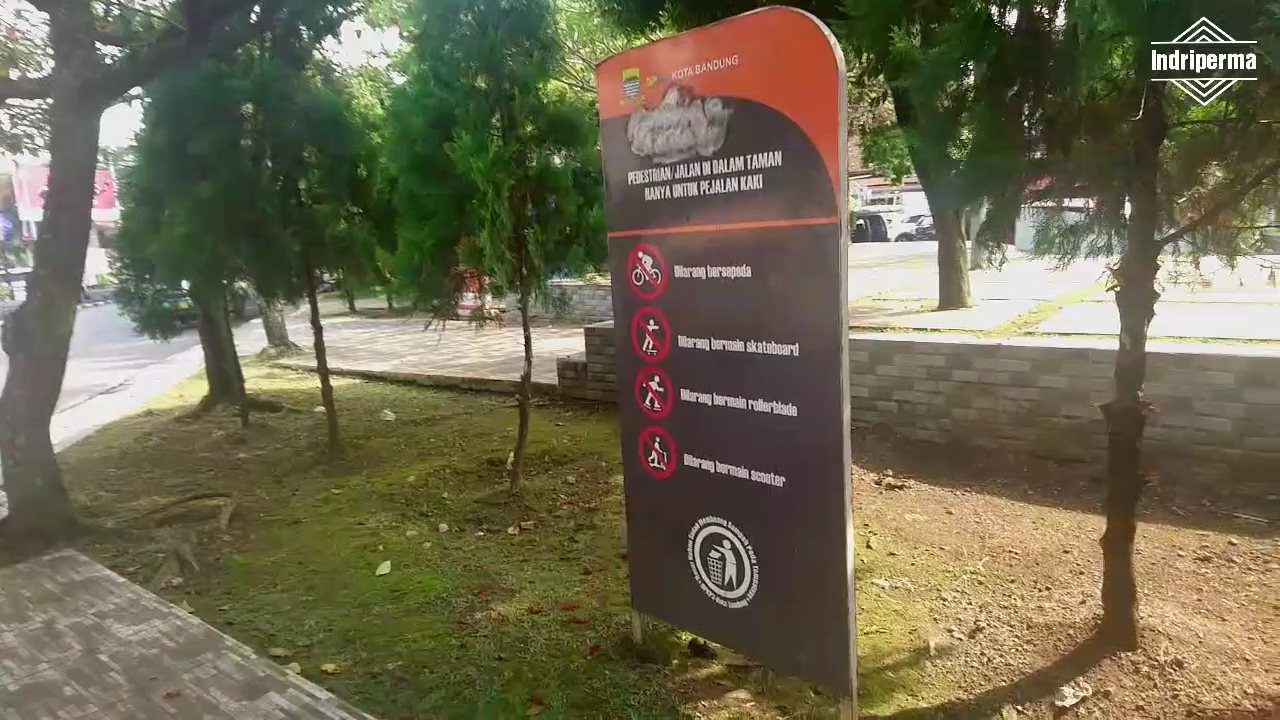 Indriperma
KOTA BANDUNG
PEDESTRIAN/JALAN DI DALAM TAMAN
HANYA UNTUK PEJALAN KAKI
Dilarang bersepeda
Dilarang bermain skateboard
Dilarang bermain rollerblade
Dilarang bermain scooter